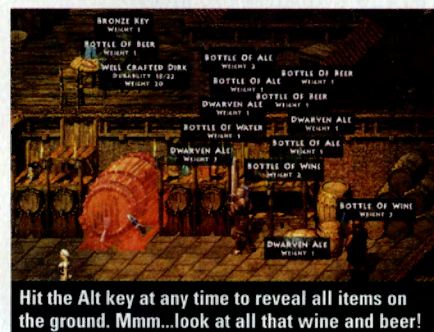 BRONZE KEY
WEIGHT 1
BOTTLE OF BEER
WEIGHT 1
WELL CRAFTED DIRK
DURABILITY 18/22
WEIGHT 20
BOTTLE OF ALE
WEIGHT 2
BOTTLE OF ALE
WEIGHT 1
BOTTLE OF BEER
WEIGHT 1
BOTTLE OF BEER
WEIGHT 1
DWARVEN ALE
WEIGHT 1
DWARVEN ALE
WEIGHT 1
BOTTLE OF WATER
WEIGHT 1
BOTTLE OF ALE
WEIGHT 1
DWARVEN ALE
WEIGHT 3
BOTTLE OF WINE
WEIGHT 2
BOTTLE OF WINE
WEIGHT 3
DWARVEN ALE
WEIGHT 1
Hit the Alt key at any time to reveal all items on
the ground. Mmm...look at all that wine and beer!